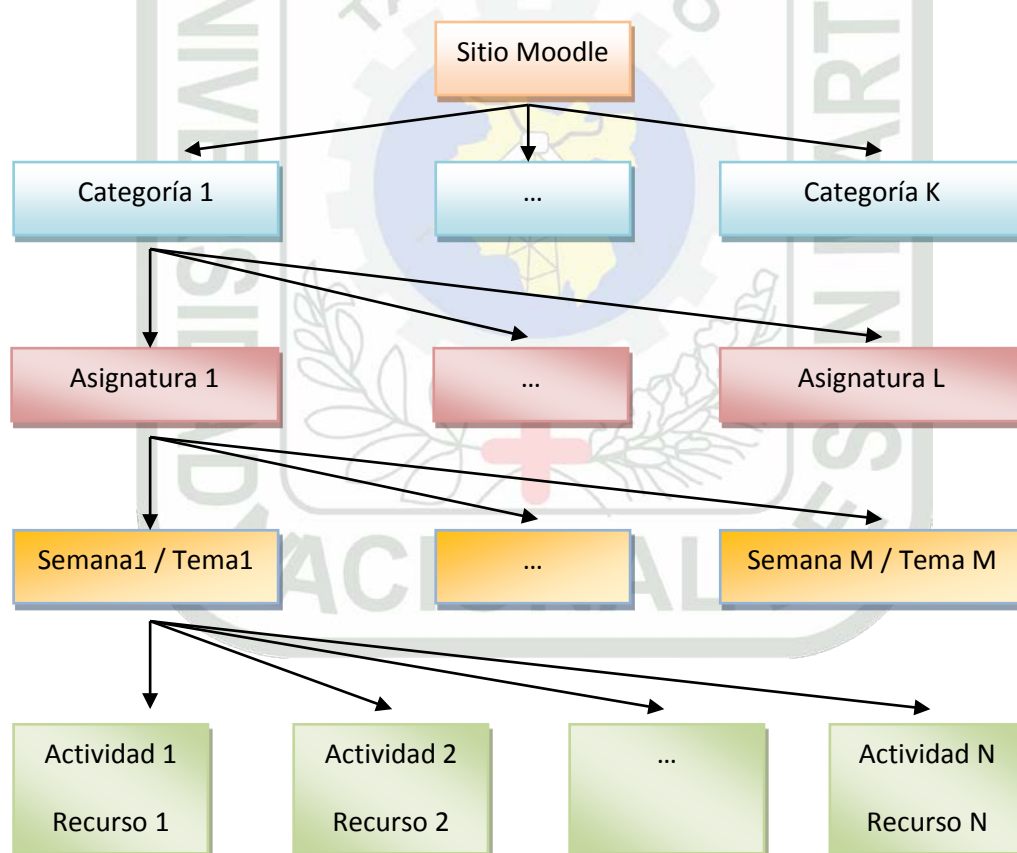 Sitio Moodle
Categoría 1
...
Categoría K
Asignatura 1
...
Asignatura L
Semana1 / Tema1
...
Semana M / Tema M
Actividad 1
Recurso 1
Actividad 2
Recurso 2
...
Actividad N
Recurso N